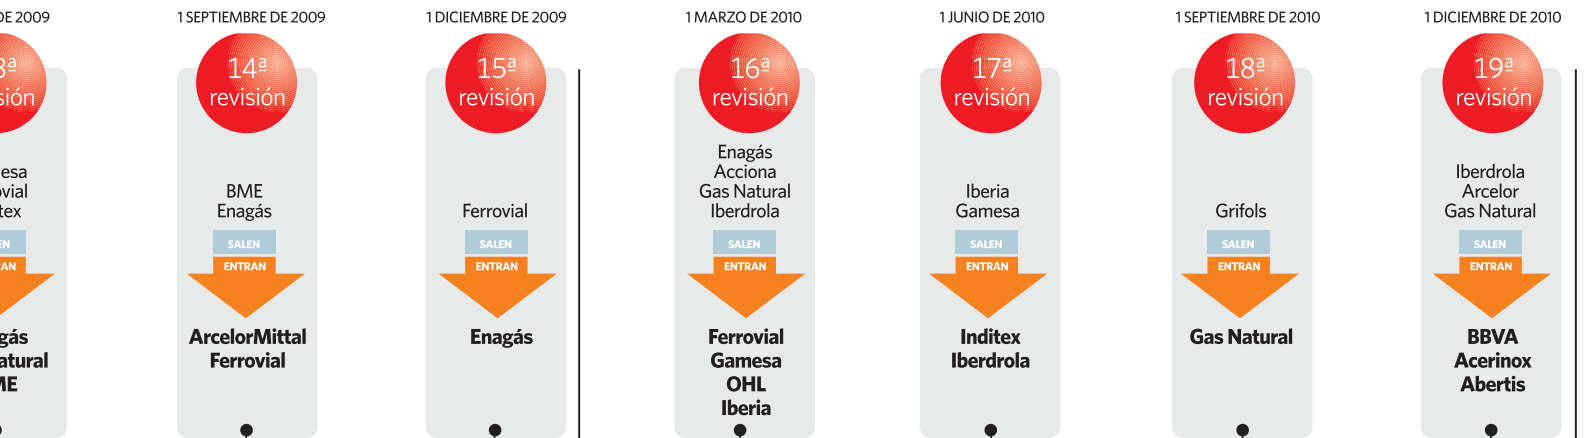 DE 2009
1 SEPTIEMBRE DE 2009
1 DICIEMBRE DE 2009
1 MARZO DE 2010
1 JUNIO DE 2010
1 SEPTIEMBRE DE 2010
1 DICIEMBRE DE 2010
14ª
revisión
BME
Enagás
SALEN
ENTRAN
ArcelorMittal
Ferrovial
15ª
revisión
Ferrovial
SALEN
ENTRAN
Enagás
16ª
revisión
Enagás
Acciona
Gas Natural
Iberdrola
SALEN
ENTRAN
Ferrovial
Gamesa
OHL
Iberia
17ª
revisión
Iberia
Gamesa
SALEN
ENTRAN
Inditex
Iberdrola
18ª
revisión
Grifols
SALEN
ENTRAN
Gas Natural
19ª
revisión
Iberdrola
Arcelor
Gas Natural
SALEN
ENTRAN
BBVA
Acerinox
Abertis